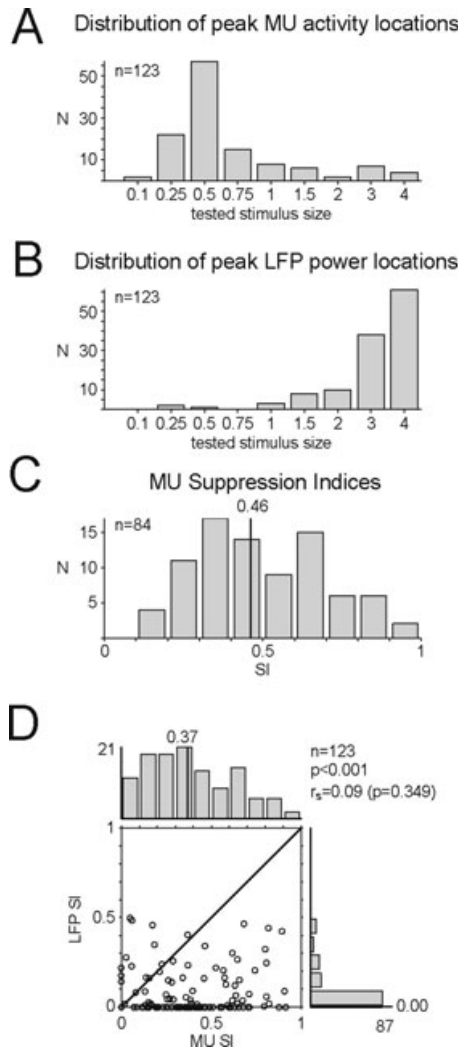 A Distribution of peak MU activity locations
n=123
50
N 30
10
0.1 0.25 0.5 0.75 1 1.5 2 3 4
tested stimulus size
B Distribution of peak LFP power locations
n=123
50
N 30
10
0.1 0.25 0.5 0.75 1 1.5 2 3 4
tested stimulus size
C MU Suppression Indices
0.46
n=84
15
N 10
5
0 0.5 1
SI
D
0.37
21
n=123
p<0.001
rs=0.09 (p=0.349)
1
LFP SI
0.5
0
0.00
0 0.5 1
87
MU SI